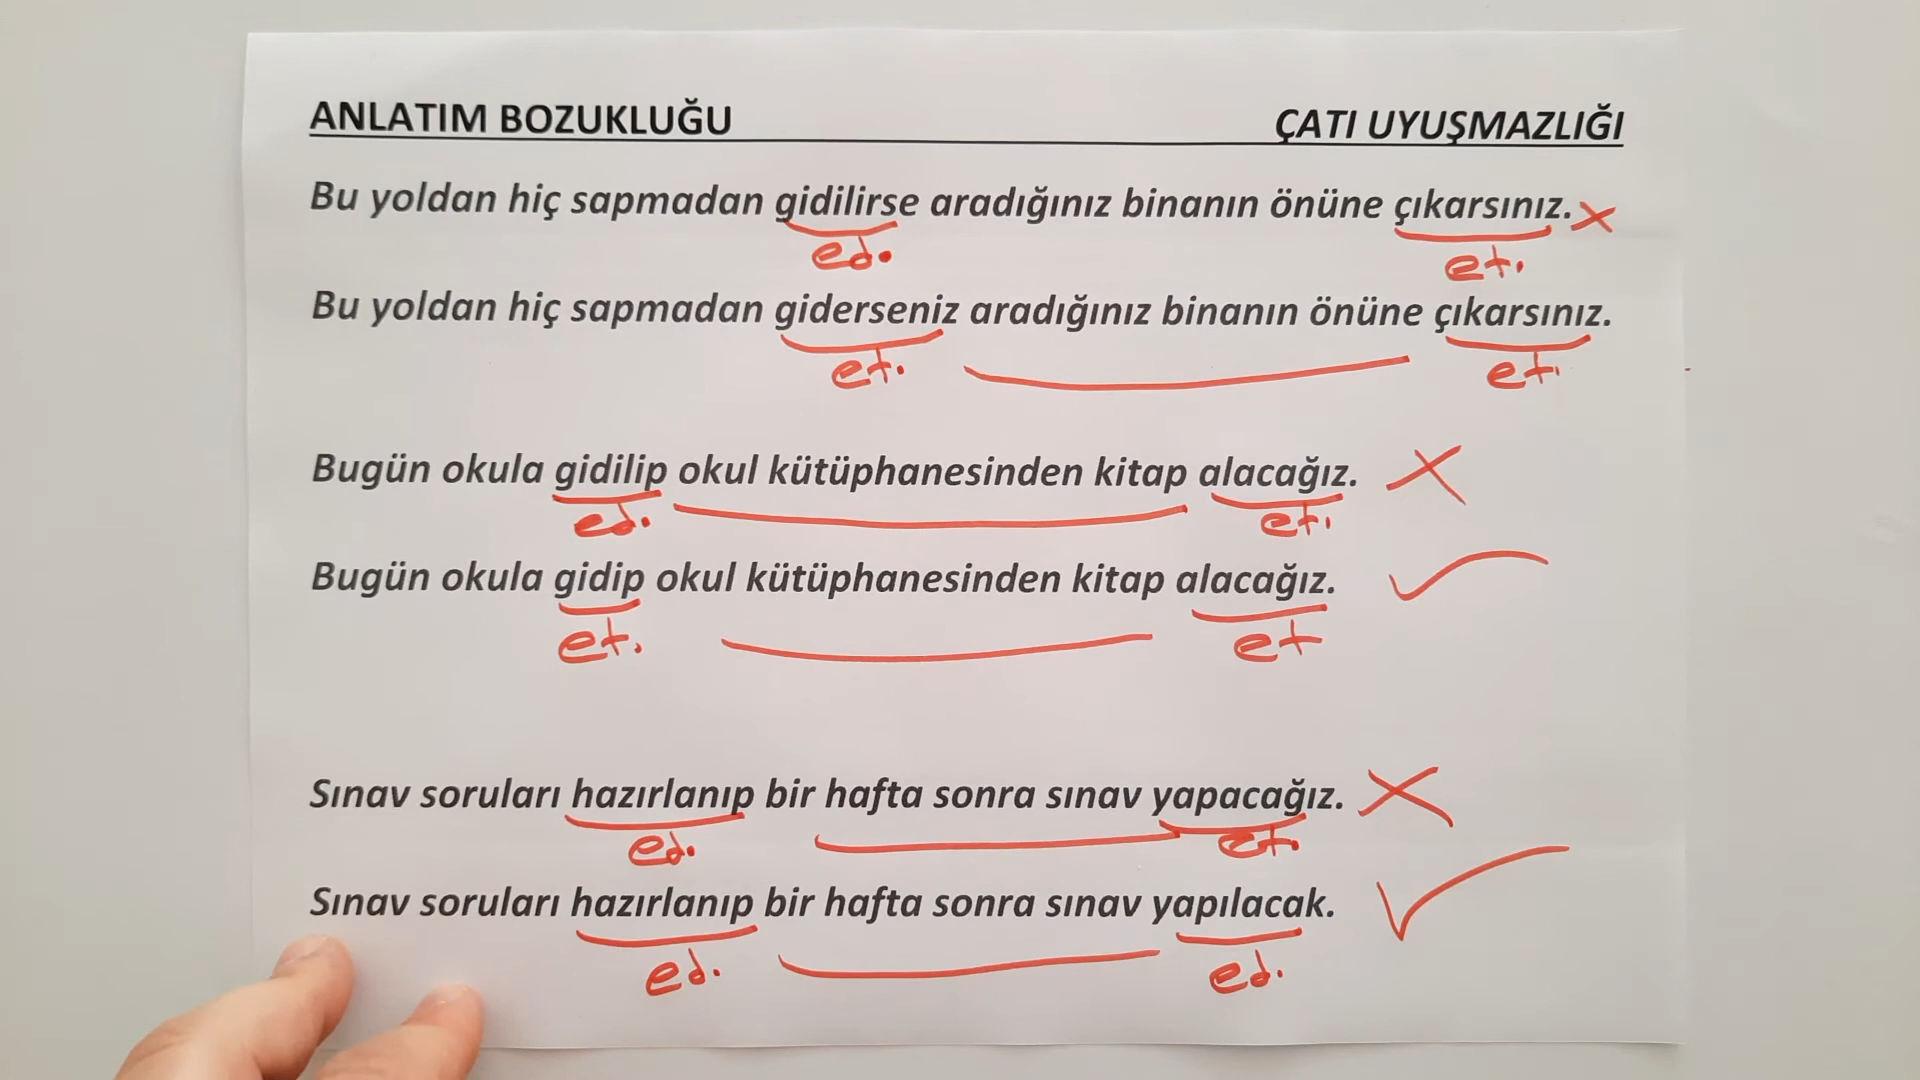 ANLATIM BOZUKLUĞU ÇATI UYUŞMAZLIĞI
Bu yoldan hiç sapmadan gidilirse aradığınız binanın önüne çıkarsınız.
ed. et.
Bu yoldan hiç sapmadan giderseniz aradığınız binanın önüne çıkarsınız.
et. et.
Bugün okula gidilip okul kütüphanesinden kitap alacağız.
ed. et.
Bugün okula gidip okul kütüphanesinden kitap alacağız.
et. et
Sınav soruları hazırlanıp bir hafta sonra sınav yapacağız.
ed. et.
Sınav soruları hazırlanıp bir hafta sonra sınav yapılacak.
ed. ed.